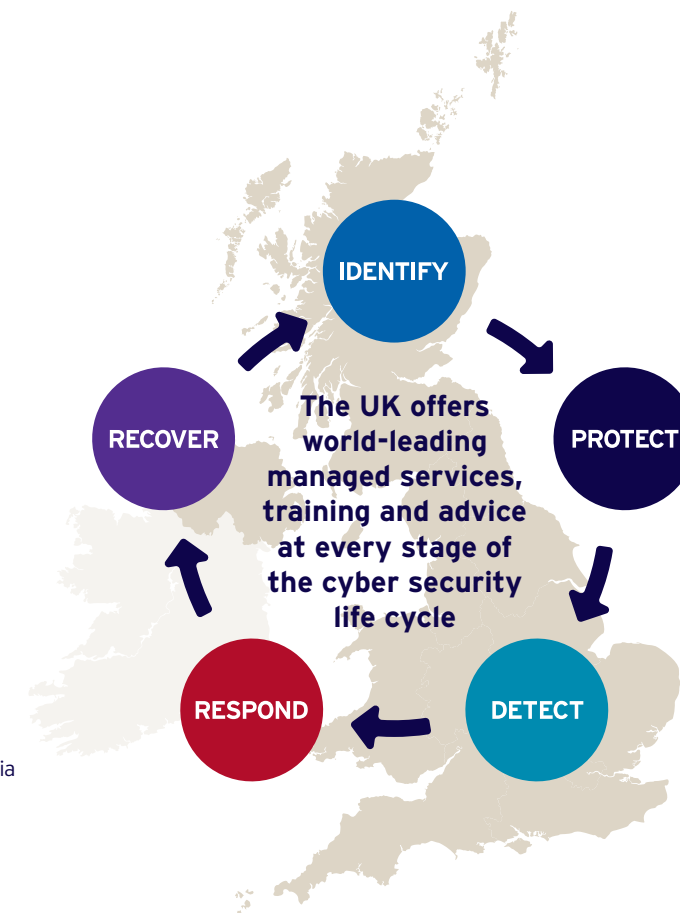 IDENTIFY
PROTECT
RECOVER
The UK offers
world-leading
managed services,
training and advice
at every stage of
the cyber security
life cycle
RESPOND
DETECT
ia